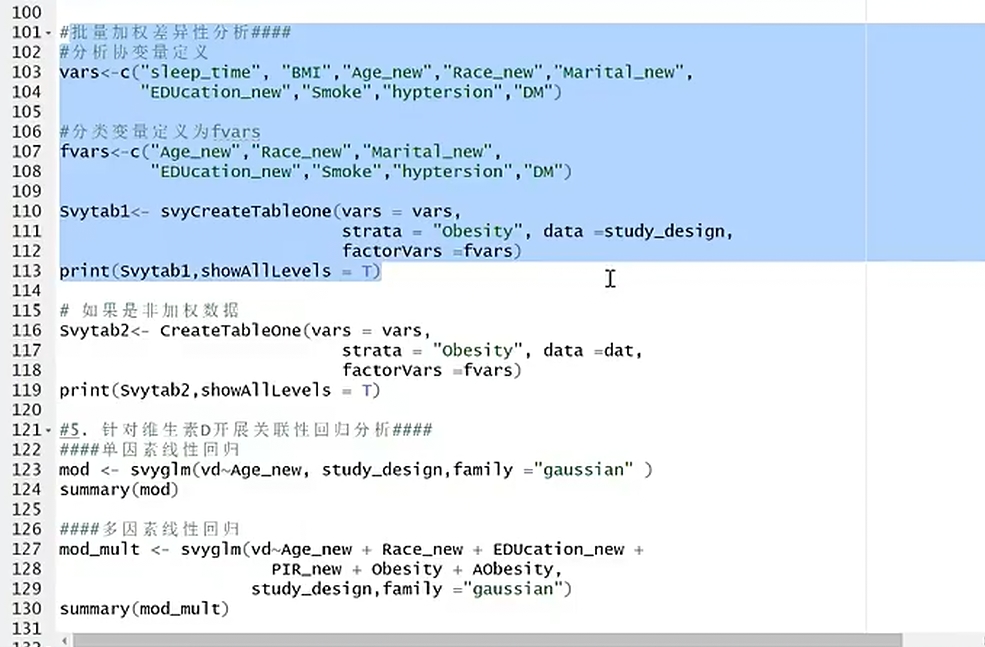 100
101 #批量加权差异性分析####
102 #分析协变量定义
103 vars<-c("sleep_time", "BMI","Age_new","Race_new","Marital_new",
104 "EDUcation_new","Smoke","hyptersion","DM")
105
106 #分类变量定义为fvars
107 fvars<-c("Age_new","Race_new","Marital_new",
108 "EDUcation_new","Smoke","hyptersion","DM")
109
110 Svytab1<- svyCreateTableOne(vars = vars,
111 strata = "Obesity", data =study_design,
112 factorVars =fvars)
113 print(Svytab1,showAllLevels = T)
114
115 # 如果是非加权数据
116 Svytab2<- CreateTableOne(vars = vars,
117 strata = "Obesity", data =dat,
118 factorVars =fvars)
119 print(Svytab2,showAllLevels = T)
120
121 #5. 针对维生素D开展关联性回归分析####
122 ####单因素线性回归
123 mod <- svyglm(vd~Age_new, study_design,family ="gaussian" )
124 summary(mod)
125
126 ####多因素线性回归
127 mod_mult <- svyglm(vd~Age_new + Race_new + EDUcation_new +
128 PIR_new + Obesity + AObesity,
129 study_design,family ="gaussian")
130 summary(mod_mult)
131
132